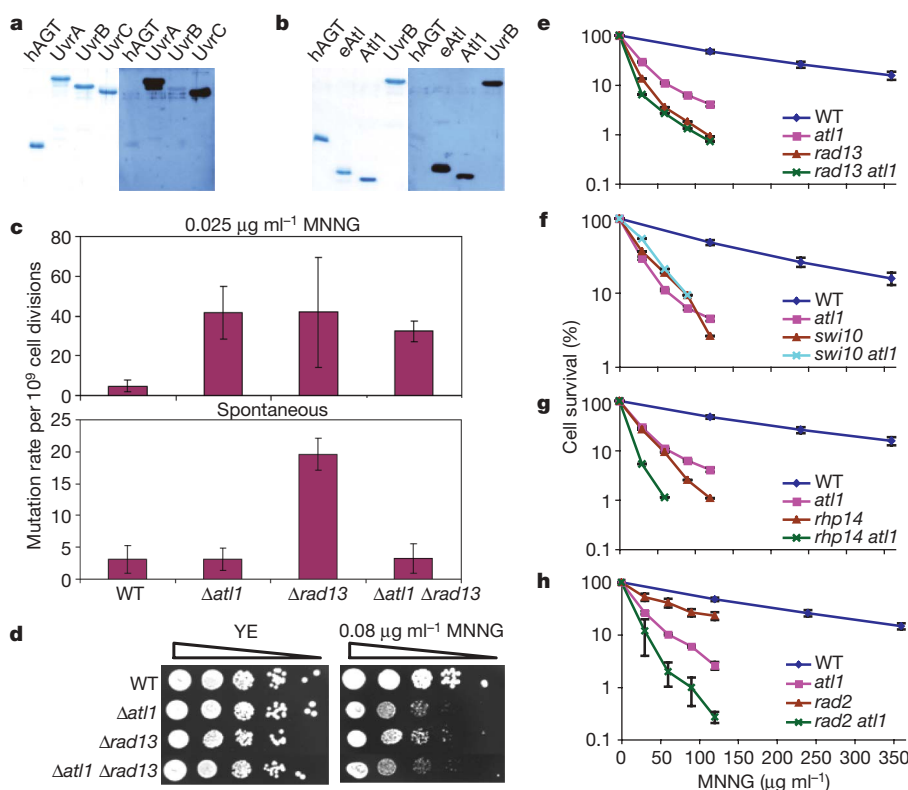 a
hAGT UvrA UvrB UvrC hAGT UvrA UvrB UvrC
b
hAGT eAtl Atl1 UvrB hAGT eAtl Atl1 UvrB
c
0.025 µg ml⁻¹ MNNG
80
60
40
20
0
Spontaneous
25
20
15
10
5
0
Mutation rate per 10⁹ cell divisions
WT Δatl1 Δrad13 Δatl1 Δrad13
d
YE 0.08 µg ml⁻¹ MNNG
WT
Δatl1
Δrad13
Δatl1 Δrad13
e
100
10
1
0.1
WT
atl1
rad13
rad13 atl1
f
100
10
1
WT
atl1
swi10
swi10 atl1
Cell survival (%)
g
100
10
1
0.1
WT
atl1
rhp14
rhp14 atl1
h
100
10
1
0.1
WT
atl1
rad2
rad2 atl1
0 50 100 150 200 250 300 350
MNNG (µg ml⁻¹)